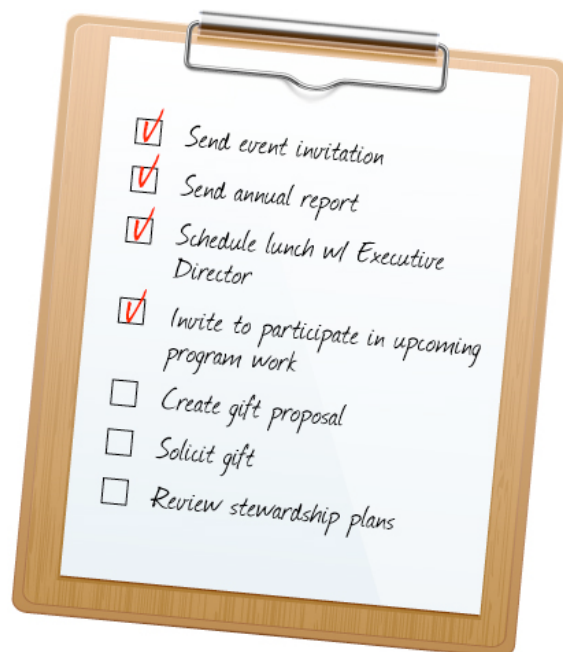 Send event invitation
Send annual report
Schedule lunch w/ Executive
Director
Invite to participate in upcoming
program work
Create gift proposal
Solicit gift
Review stewardship plans